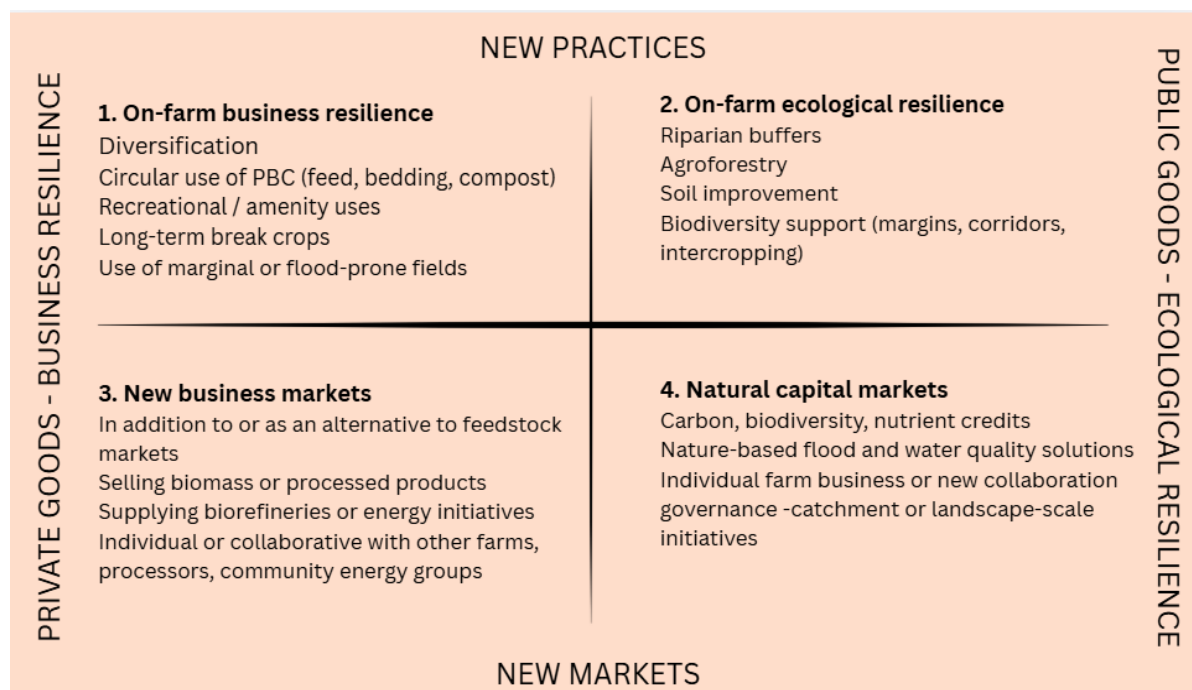 NEW PRACTICES
PRIVATE GOODS - BUSINESS RESILIENCE
1. On-farm business resilience
Diversification
Circular use of PBC (feed, bedding, compost)
Recreational / amenity uses
Long-term break crops
Use of marginal or flood-prone fields
2. On-farm ecological resilience
Riparian buffers
Agroforestry
Soil improvement
Biodiversity support (margins, corridors,
intercropping)
3. New business markets
In addition to or as an alternative to feedstock
markets
Selling biomass or processed products
Supplying biorefineries or energy initiatives
Individual or collaborative with other farms,
processors, community energy groups
4. Natural capital markets
Carbon, biodiversity, nutrient credits
Nature-based flood and water quality solutions
Individual farm business or new collaboration
governance -catchment or landscape-scale
initiatives
PUBLIC GOODS - ECOLOGICAL RESILIENCE
NEW MARKETS